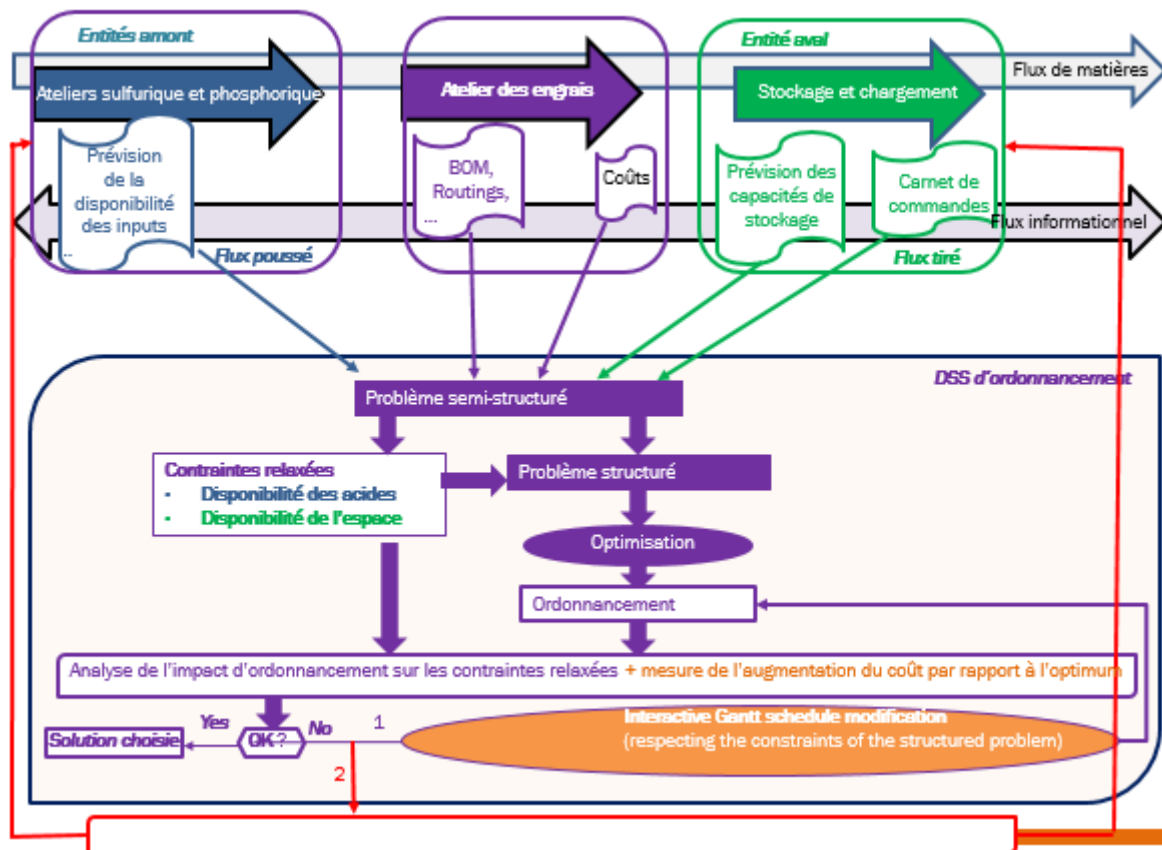 Entités amont
Entité aval
Flux de matières
Ateliers sulfurique et phosphorique
Atelier des engrais
Stockage et chargement
Prévision
de la
disponibilité
des inputs
..
BOM,
Routings,
...
Coûts
Prévision des
capacités de
stockage
Carnet de
commandes
Flux informationnel
Flux poussé
Flux tiré
DSS d'ordonnancement
Problème semi-structuré
Contraintes relaxées
- Disponibilité des acides
- Disponibilité de l'espace
Problème structuré
Optimisation
Ordonnancement
Analyse de l'impact d'ordonnancement sur les contraintes relaxées + mesure de l'augmentation du coût par rapport à l'optimum
Yes
No
1
Interactive Gantt schedule modification
(respecting the constraints of the structured problem)
Solution choisie
OK?
2